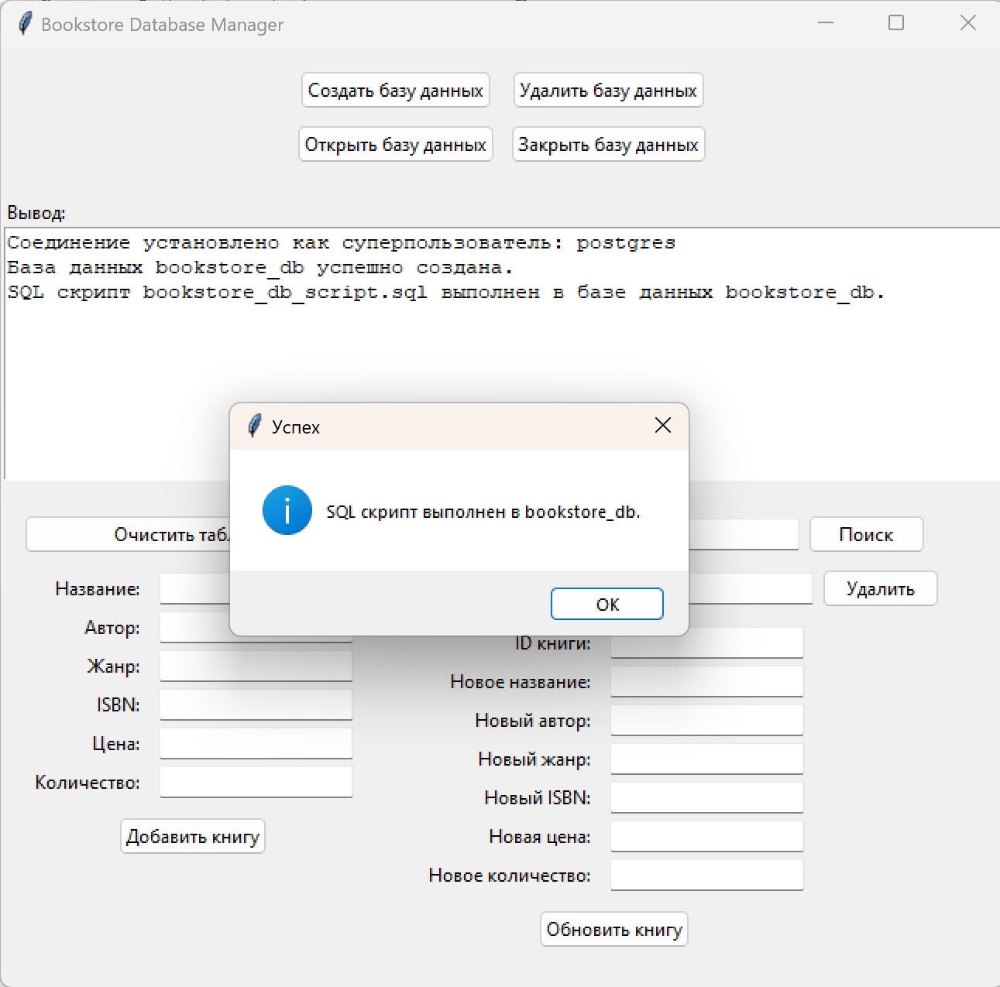 Bookstore Database Manager
Создать базу данных Удалить базу данных
Открыть базу данных Закрыть базу данных
Вывод:
Соединение установлено как суперпользователь: postgres
База данных bookstore_db успешно создана.
SQL скрипт bookstore_db_script.sql выполнен в базе данных bookstore_db.
Успех
SQL скрипт выполнен в bookstore_db.
OK
Очистить Поиск
Название: Удалить
Автор:
Жанр:
ISBN:
Цена:
Количество:
Добавить книгу
ID книги:
Новое название:
Новый автор:
Новый жанр:
Новый ISBN:
Новая цена:
Новое количество:
Обновить книгу